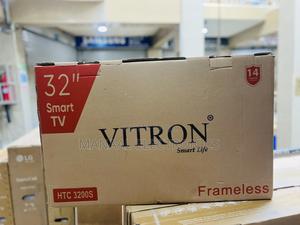 32"
Smart
TV
14
VITRON®
Smart Life
HTC 3200S
Frameless
LG